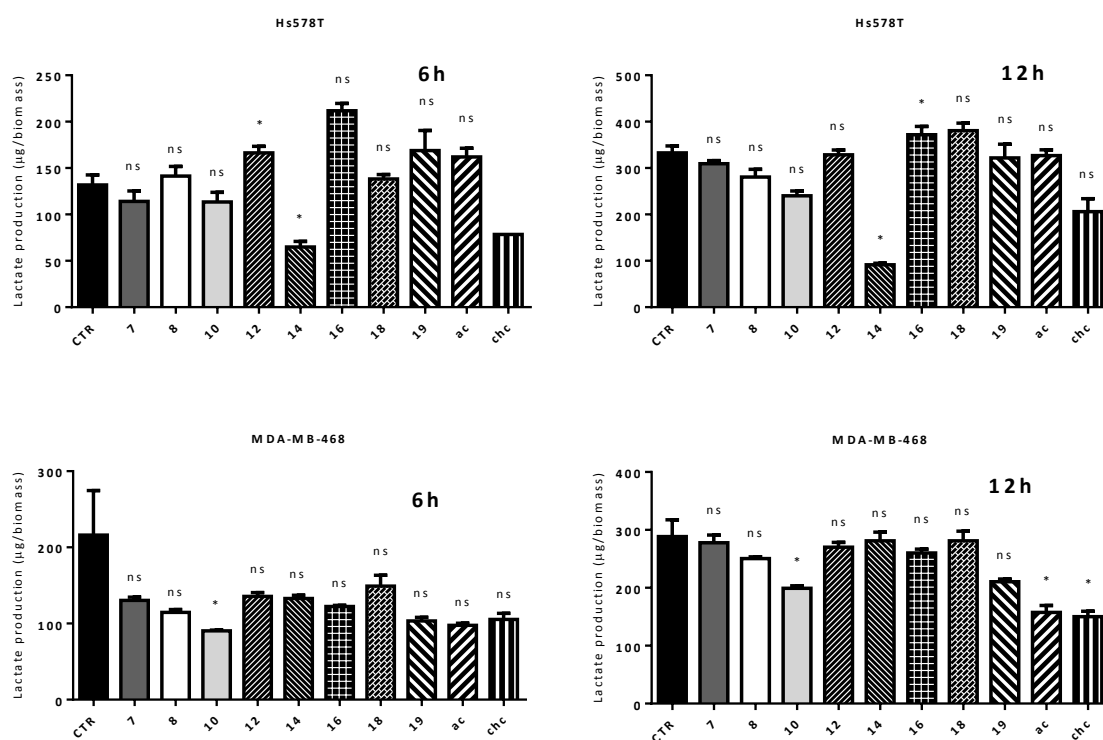 Hs578T
6h
Lactate production (µg/biomass)
250
200
150
100
50
0
ns
ns
ns
*
*
ns
ns
ns
ns
CTR
7
8
10
12
14
16
18
19
ac
chc
Hs578T
12h
Lactate production (µg/biomass)
500
400
300
200
100
0
ns
ns
ns
ns
*
*
ns
ns
ns
ns
CTR
7
8
10
12
14
16
18
19
ac
chc
MDA-MB-468
6h
Lactate production (µg/biomass)
300
200
100
0
ns
ns
*
ns
ns
ns
ns
ns
ns
ns
CTR
7
8
10
12
14
16
18
19
ac
chc
MDA-MB-468
12h
Lactate production (µg/biomass)
400
300
200
100
0
ns
ns
*
ns
ns
ns
ns
ns
*
*
CTR
7
8
10
12
14
16
18
19
ac
chc